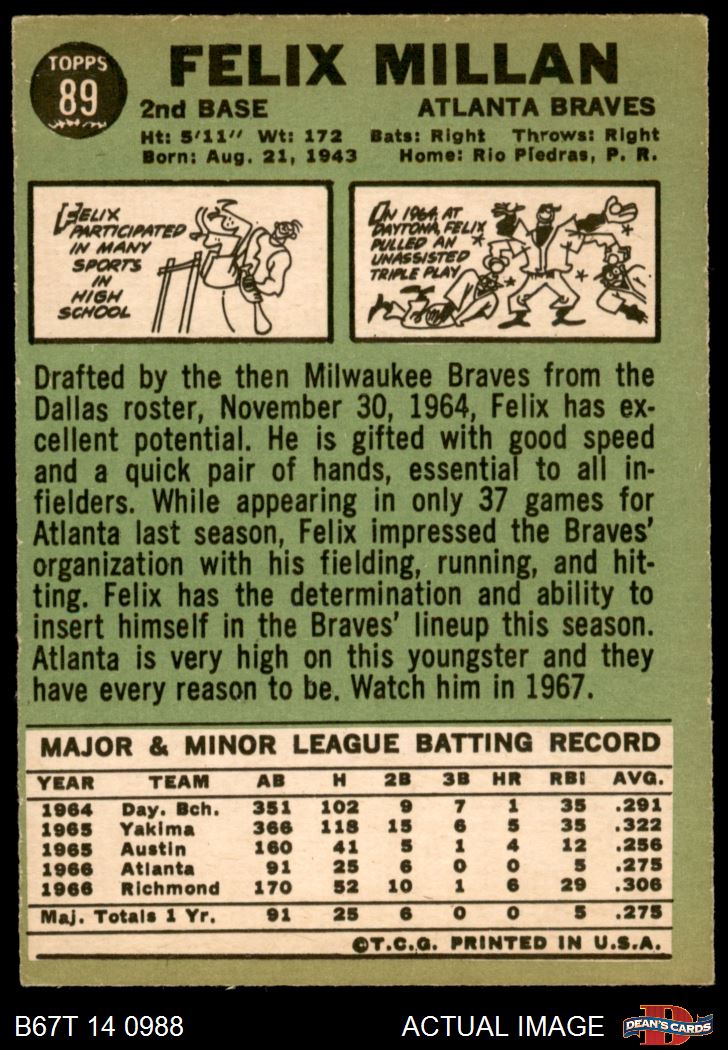 TOPPS
89
FELIX MILLAN
2nd BASE ATLANTA BRAVES
Ht: 5'11" Wt: 172 Bats: Right Throws: Right
Born: Aug. 21, 1943 Home: Rio Piedras, P. R.
FELIX
PARTICIPATED
IN MANY
SPORTS
IN
HIGH
SCHOOL
IN 1964, AT
DAYTONA, FELIX
PULLED AN
UNASSISTED
TRIPLE PLAY
Drafted by the then Milwaukee Braves from the
Dallas roster, November 30, 1964, Felix has ex-
cellent potential. He is gifted with good speed
and a quick pair of hands, essential to all in-
fielders. While appearing in only 37 games for
Atlanta last season, Felix impressed the Braves'
organization with his fielding, running, and hit-
ting. Felix has the determination and ability to
insert himself in the Braves' lineup this season.
Atlanta is very high on this youngster and they
have every reason to be. Watch him in 1967.
MAJOR & MINOR LEAGUE BATTING RECORD
YEAR TEAM AB H 2B 3B HR RBI AVG.
1964 Day. Bch. 351 102 9 7 1 35 .291
1965 Yakima 366 118 15 6 5 35 .322
1965 Austin 160 41 5 1 4 12 .256
1966 Atlanta 91 25 6 0 0 5 .275
1966 Richmond 170 52 10 1 6 29 .306
Maj. Totals 1 Yr. 91 25 6 0 0 5 .275
©T.C.G. PRINTED IN U.S.A.
B67T 14 0988 ACTUAL IMAGE D DEAN'S CARDS